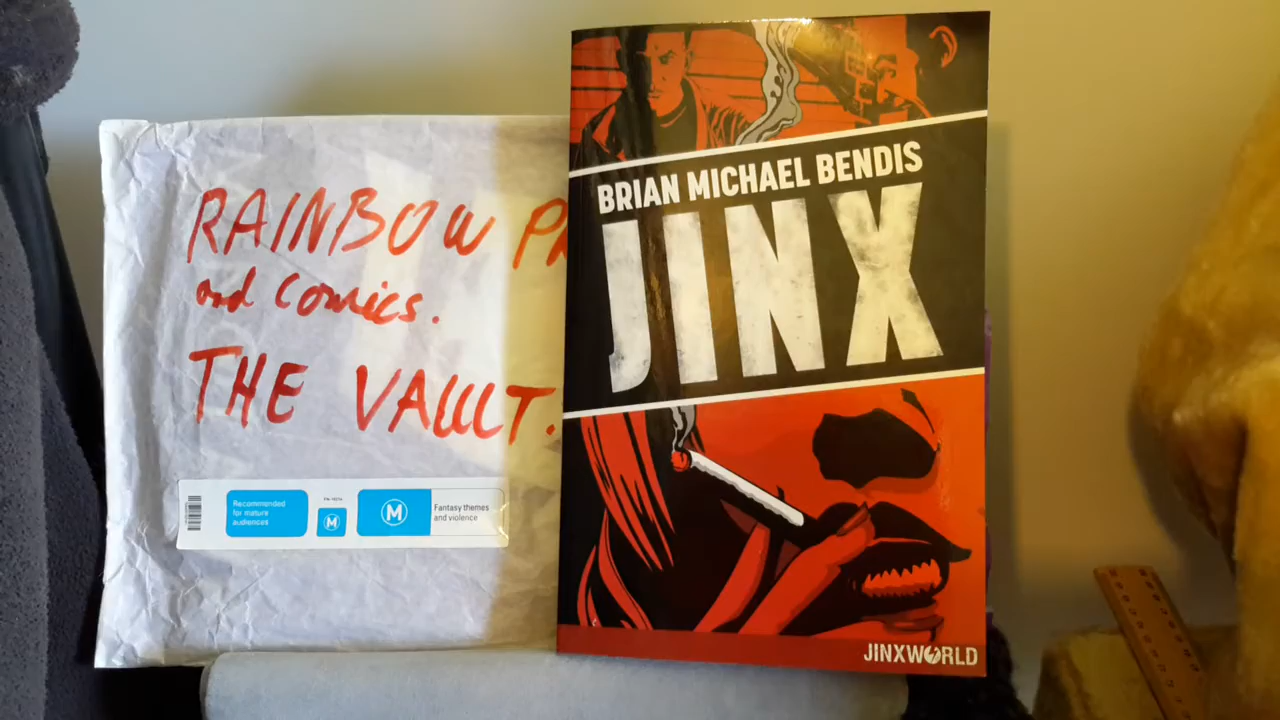 RAINBOW
and Comics.
THE VAULT.
Recommended
for mature
audiences
M
M
Fantasy themes
and violence
BRIAN MICHAEL BENDIS
JINX
JINXWORLD